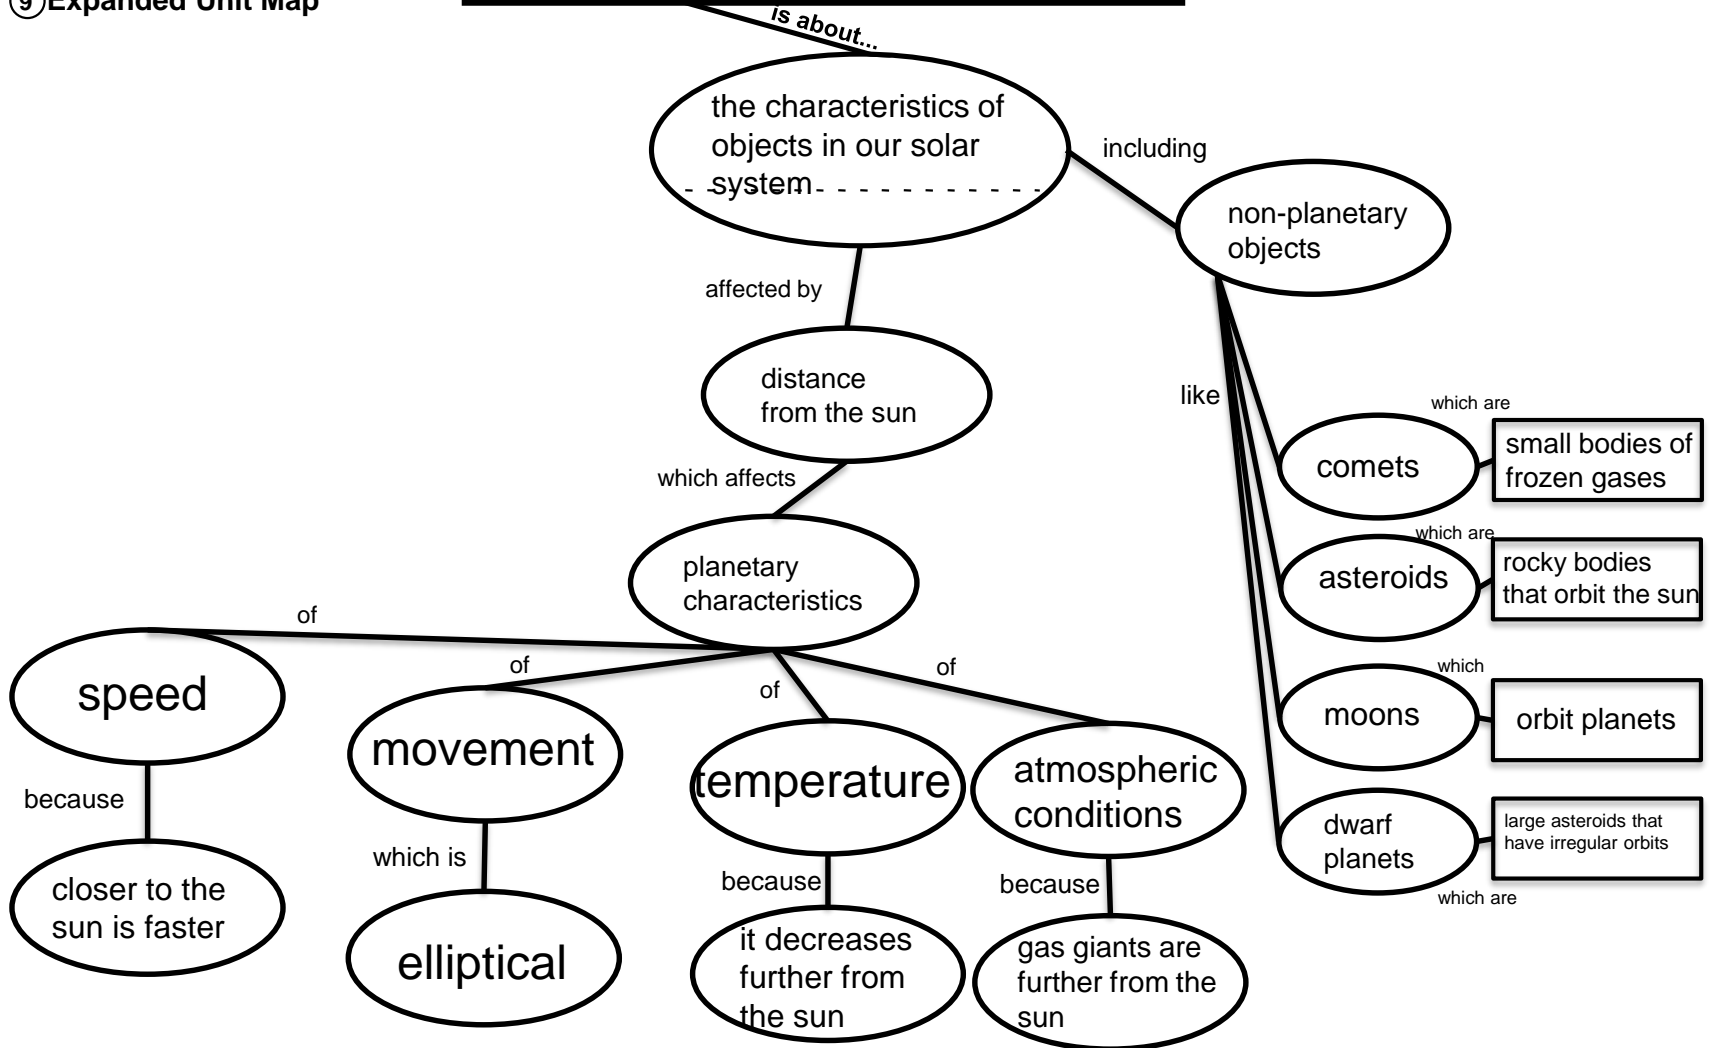 9 Expanded Unit Map
is about...
the characteristics of
objects in our solar
system
including
non-planetary
objects
affected by
distance
from the sun
like
which are
comets
small bodies of
frozen gases
which affects
which are
asteroids
rocky bodies
that orbit the sun
planetary
characteristics
of
of
of
of
which
moons
orbit planets
speed
movement
temperature
atmospheric
conditions
dwarf
planets
large asteroids that
have irregular orbits
which are
because
which is
because
because
closer to the
sun is faster
elliptical
it decreases
further from
the sun
gas giants are
further from the
sun